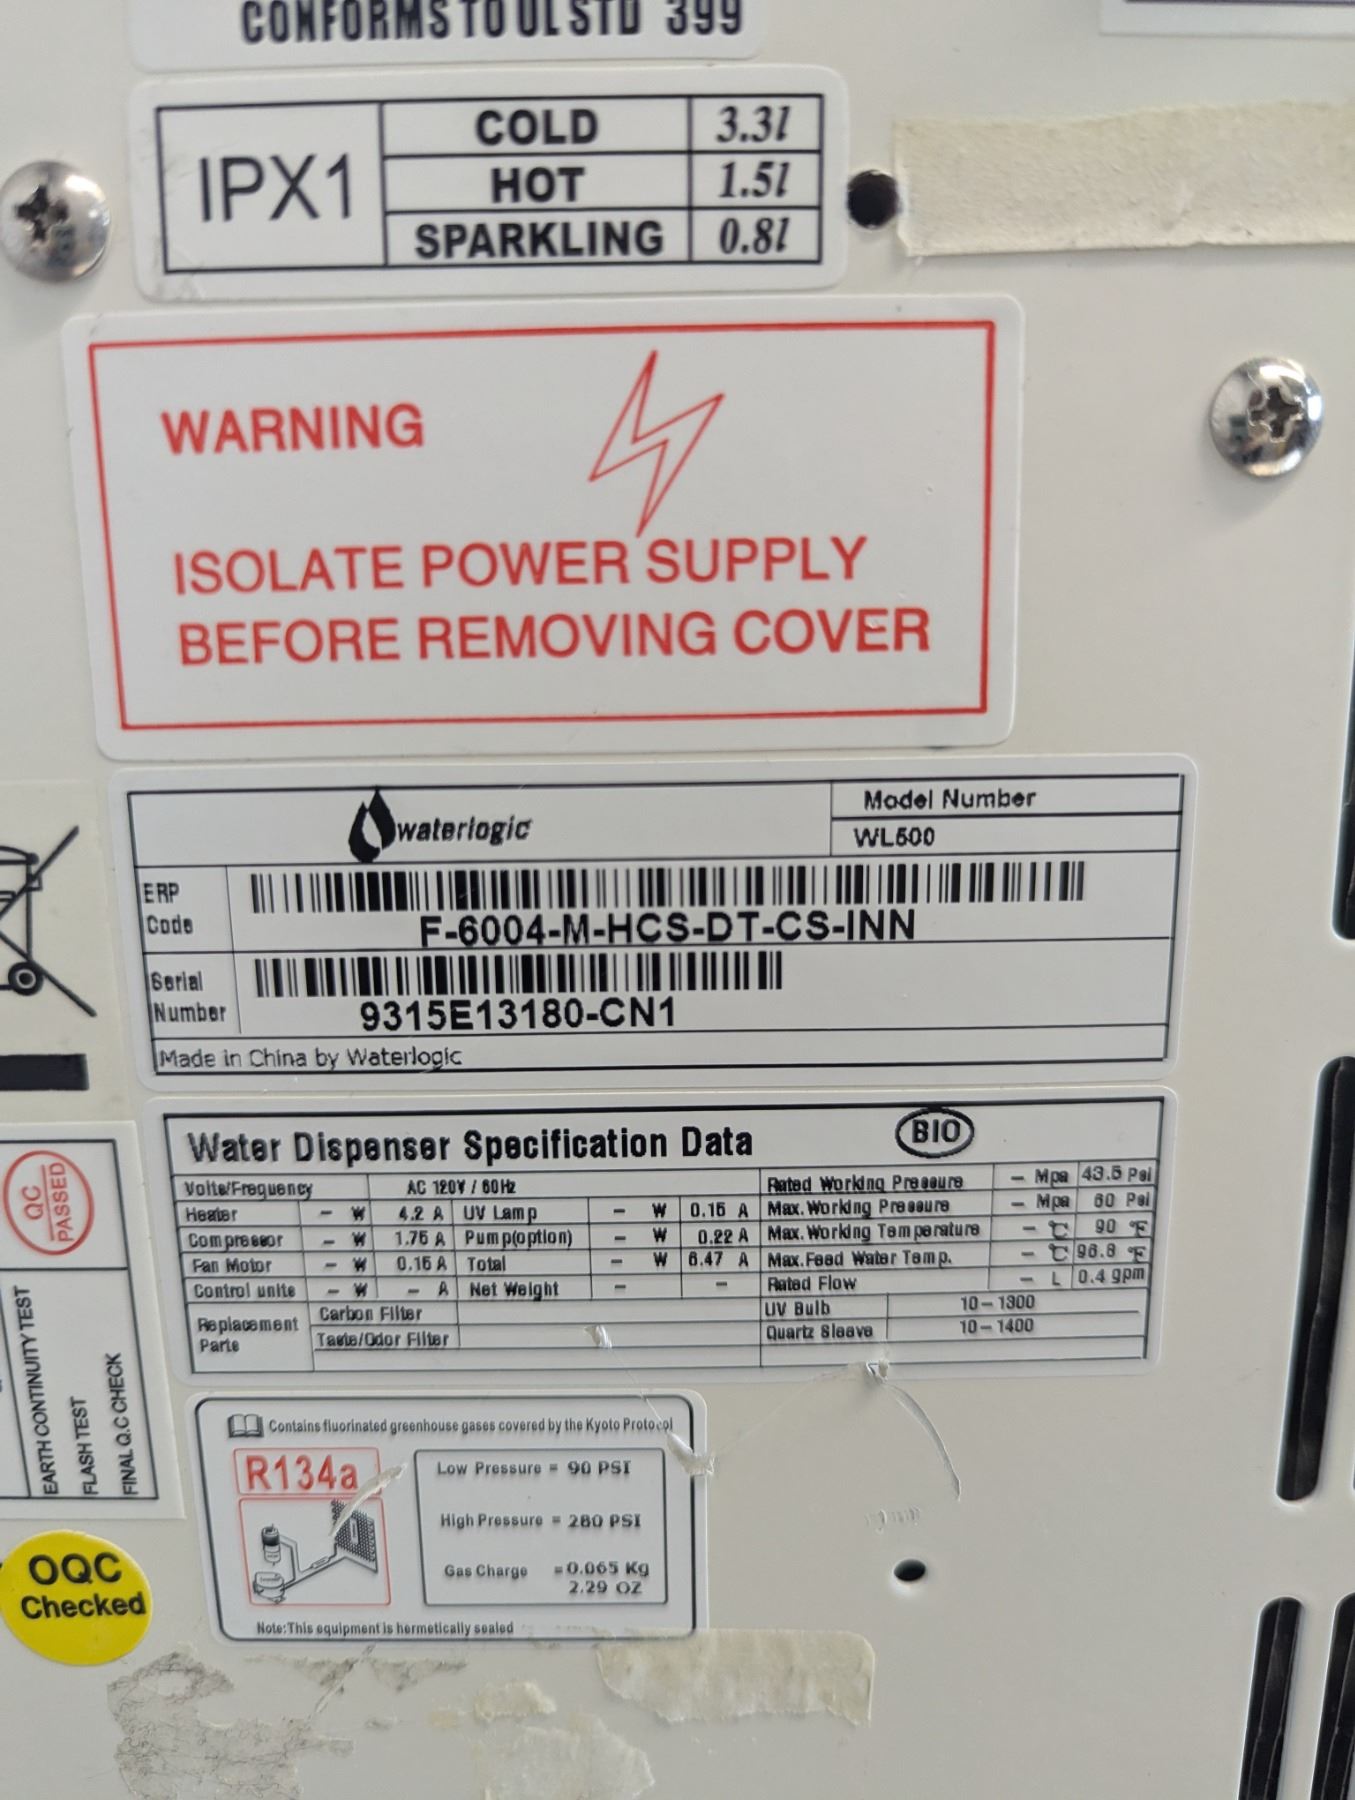 CONFORMS TO UL STD 399
IPX1
COLD 3.3l
HOT 1.5l
SPARKLING 0.8l
WARNING
ISOLATE POWER SUPPLY
BEFORE REMOVING COVER
waterlogic
Model Number
WL500
ERP Code
F-6004-M-HCS-DT-CS-INN
Serial Number
9315E13180-CN1
Made in China by Waterlogic
QC PASSED
EARTH CONTINUITY TEST
FLASH TEST
FINAL Q.C CHECK
Water Dispenser Specification Data BIO
Volts/Frequency AC 120V / 60Hz Rated Working Pressure – Mpa 43.5 Psi
Heater – W 4.2 A UV Lamp – W 0.15 A Max. Working Pressure – Mpa 60 Psi
Compressor – W 1.75 A Pump(option) – W 0.22 A Max. Working Temperature – °C 90 °F
Fan Motor – W 0.15 A Total – W 6.47 A Max. Feed Water Temp. – °C 96.8 °F
Control units – W – A Net Weight – – Rated Flow – L 0.4 gpm
Replacement Parts
Carbon Filter UV Bulb 10–1300
Taste/Odor Filter Quartz Sleeve 10–1400
Contains fluorinated greenhouse gases covered by the Kyoto Protocol
R134a
Low Pressure = 90 PSI
High Pressure = 280 PSI
Gas Charge = 0.065 Kg
2.29 OZ
Note:This equipment is hermetically sealed
OQC
Checked